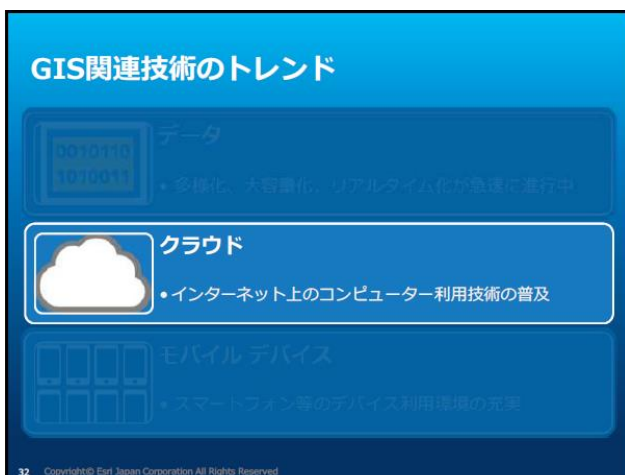 GIS関連技術のトレンド
0010110
1010011
データ
• 多様化、大容量化、リアルタイム化が急速に進行中
クラウド
•インターネット上のコンピューター利用技術の普及
モバイル デバイス
• スマートフォン等のデバイス利用環境の充実
32 Copyright© Esri Japan Corporation All Rights Reserved